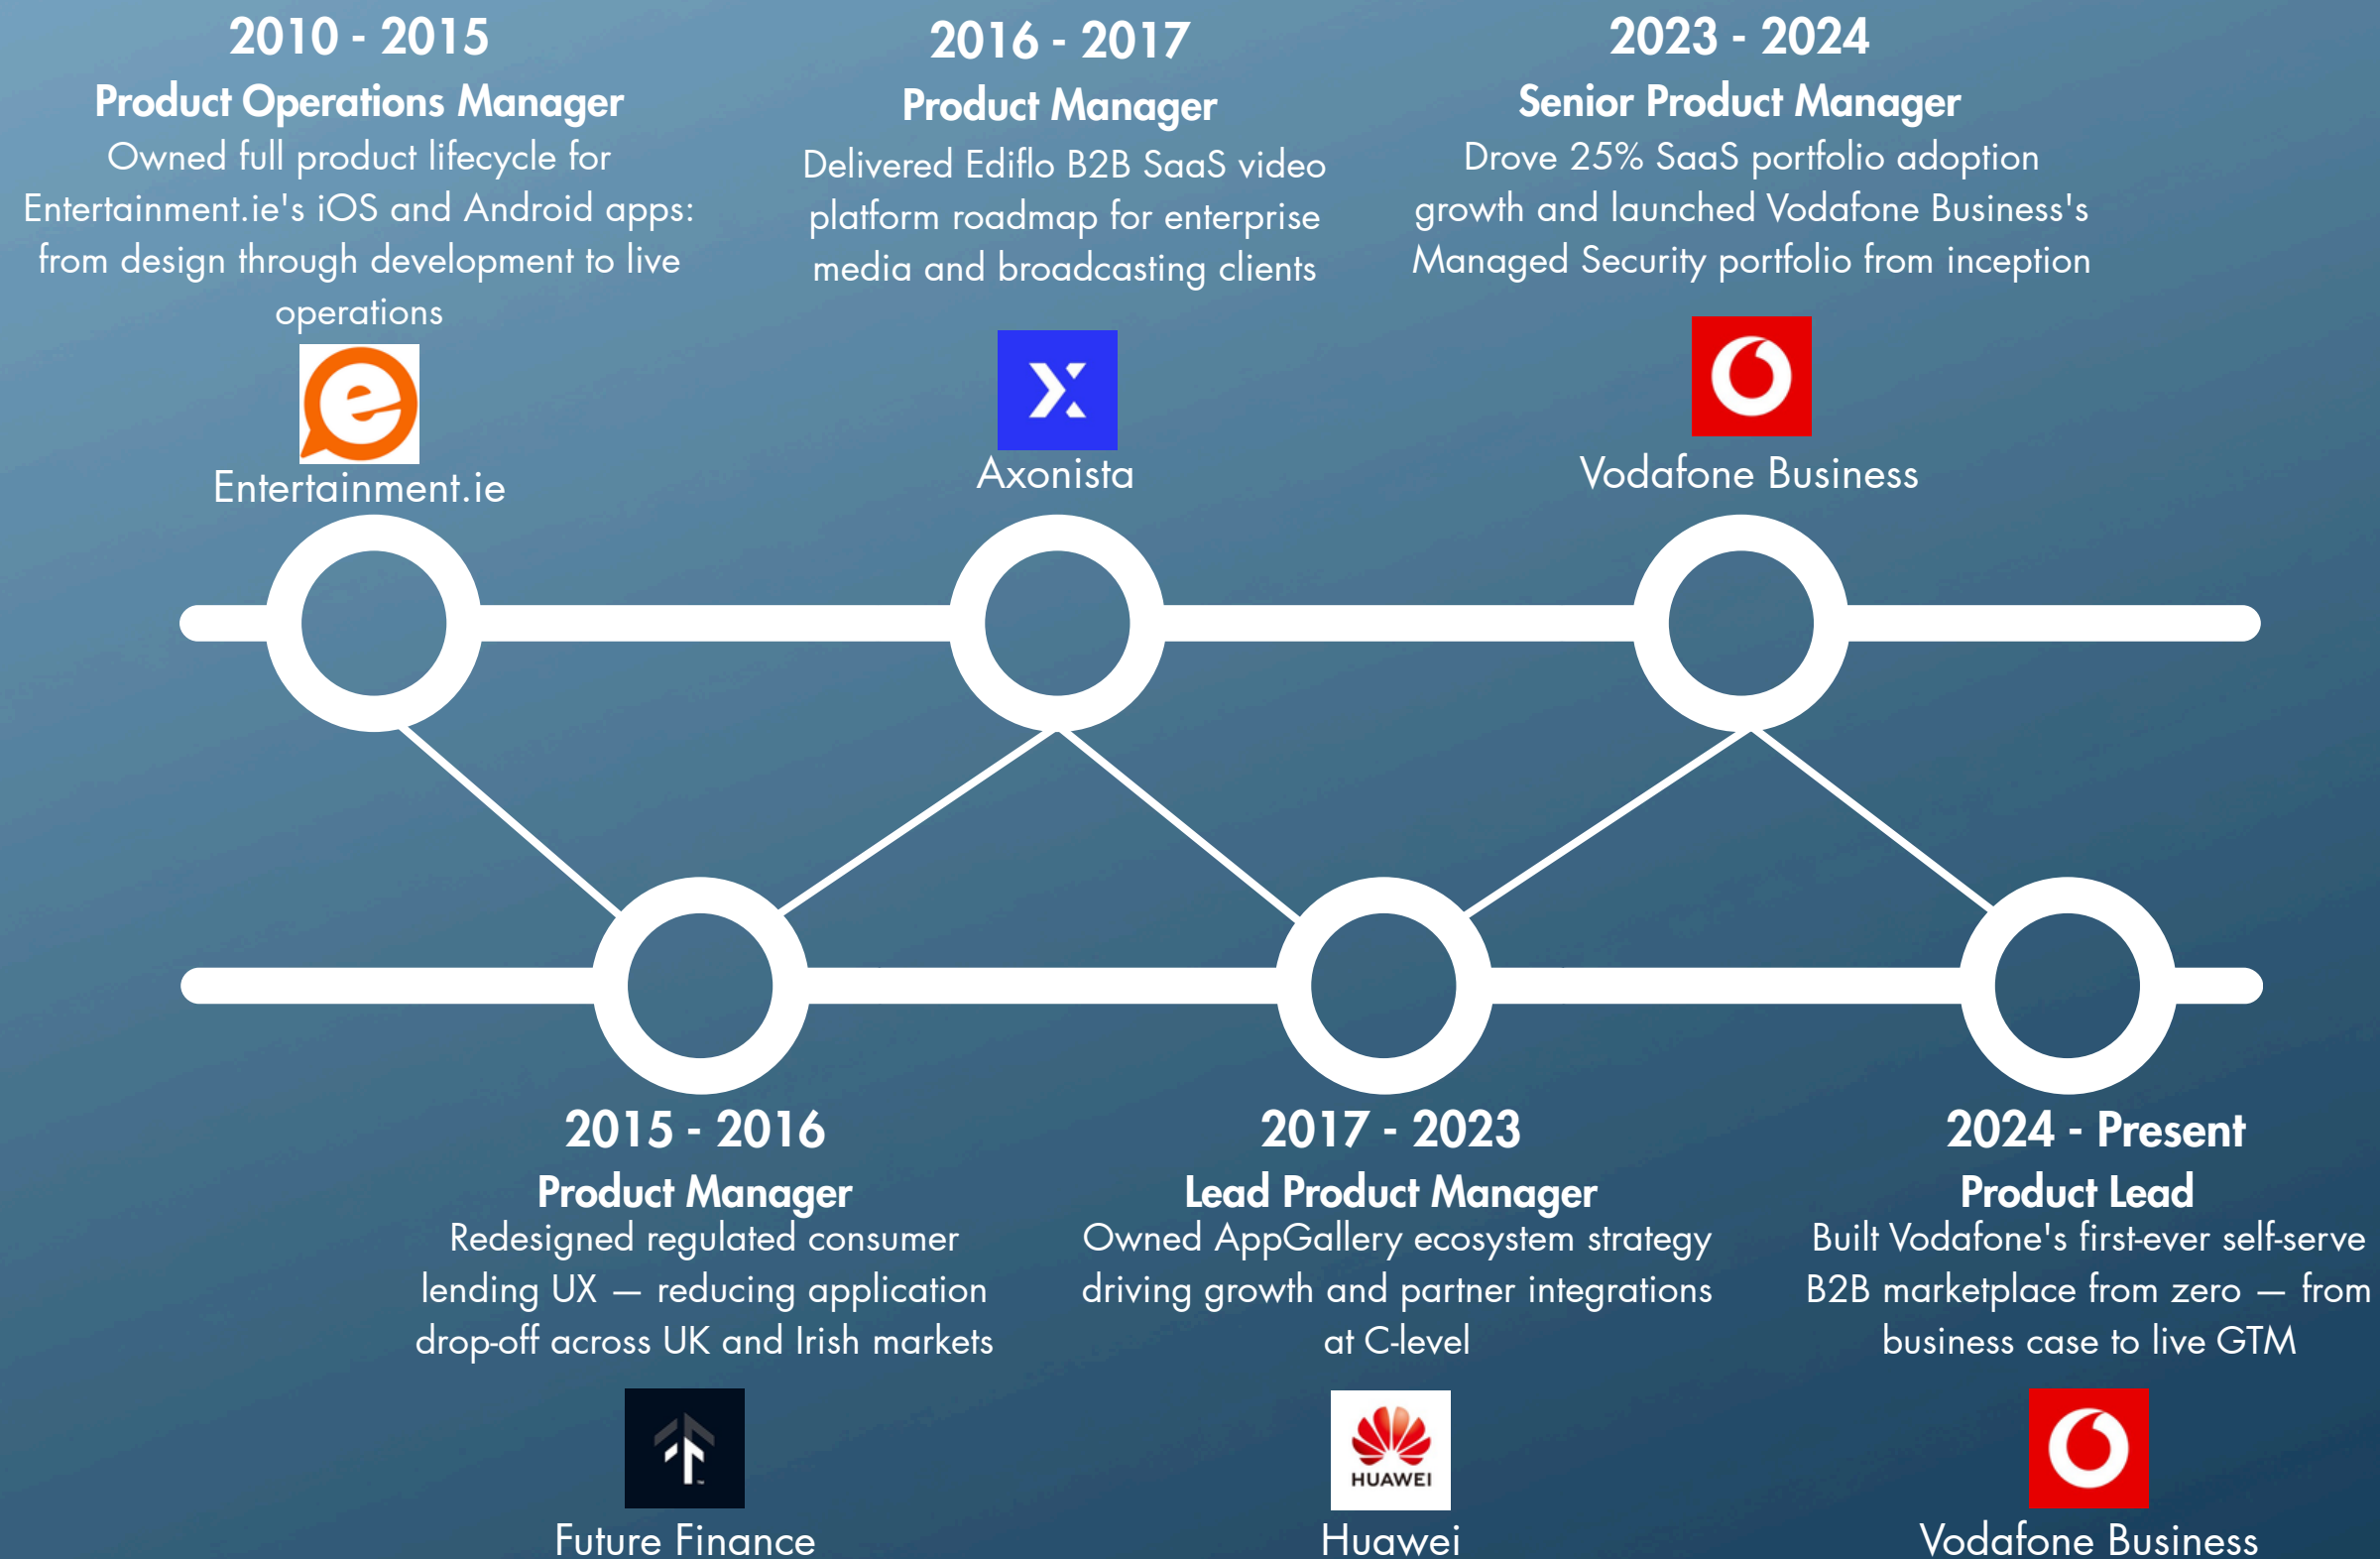 2010 - 2015
Product Operations Manager
Owned full product lifecycle for
Entertainment.ie's iOS and Android apps:
from design through development to live
operations
e
Entertainment.ie
2015 - 2016
Product Manager
Redesigned regulated consumer
lending UX — reducing application
drop-off across UK and Irish markets
Future Finance
2016 - 2017
Product Manager
Delivered Ediflo B2B SaaS video
platform roadmap for enterprise
media and broadcasting clients
Axonista
2017 - 2023
Lead Product Manager
Owned AppGallery ecosystem strategy
driving growth and partner integrations
at C-level
HUAWEI
Huawei
2023 - 2024
Senior Product Manager
Drove 25% SaaS portfolio adoption
growth and launched Vodafone Business's
Managed Security portfolio from inception
Vodafone Business
2024 - Present
Product Lead
Built Vodafone's first-ever self-serve
B2B marketplace from zero — from
business case to live GTM
Vodafone Business